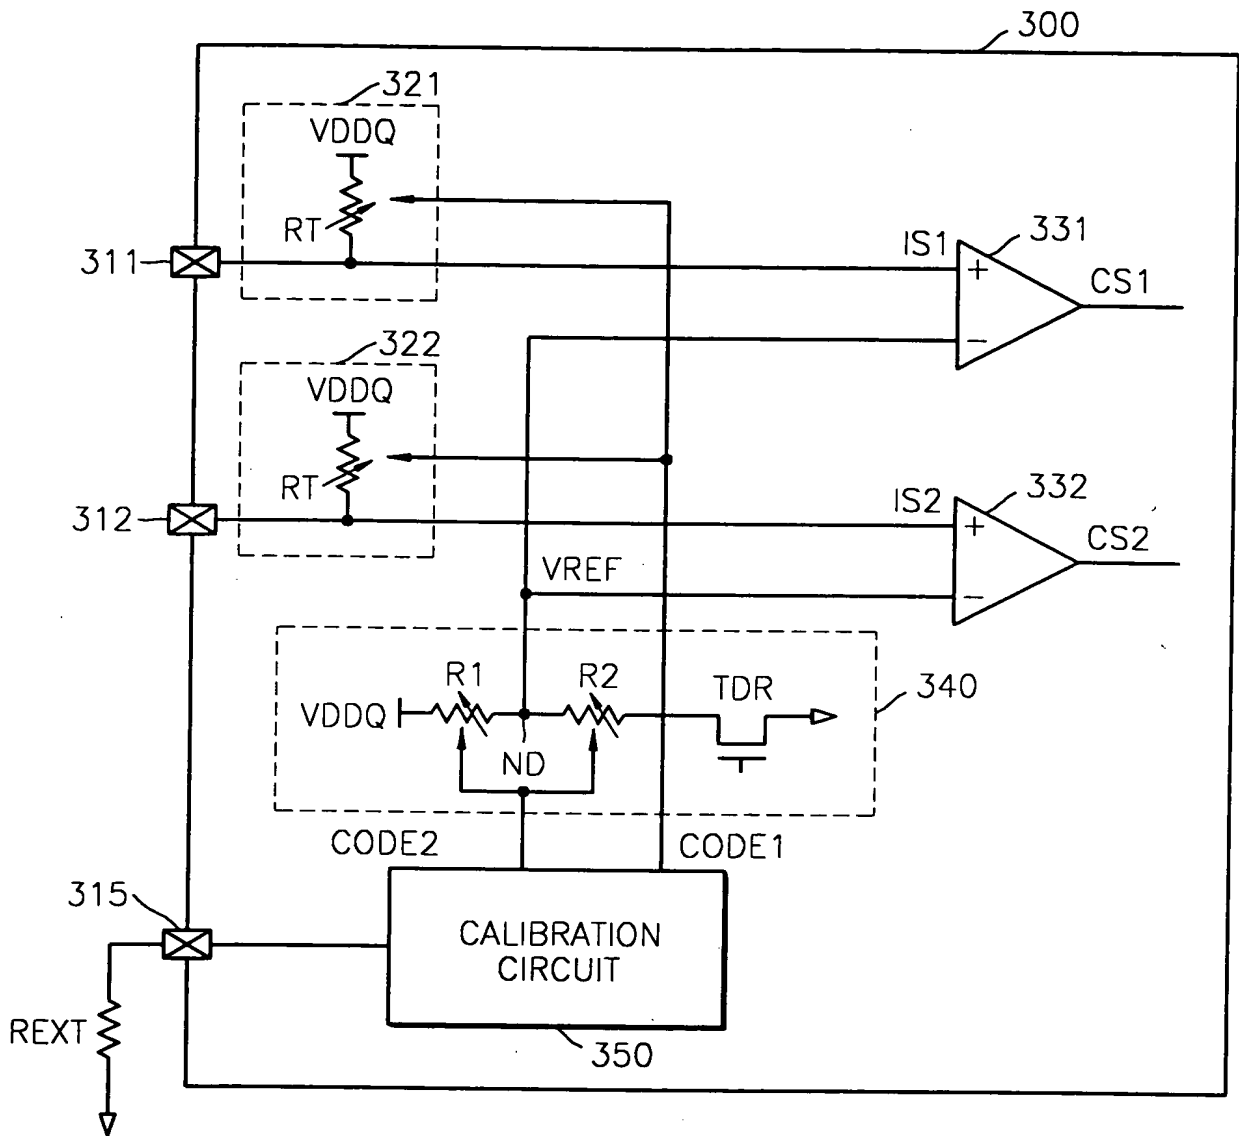 300
321
VDDQ
RT
311
IS1
331
+
CS1
−
322
VDDQ
RT
312
IS2
332
+
CS2
−
VREF
R1
R2
TDR
340
VDDQ
ND
CODE2
CODE1
315
CALIBRATION
CIRCUIT
REXT
350